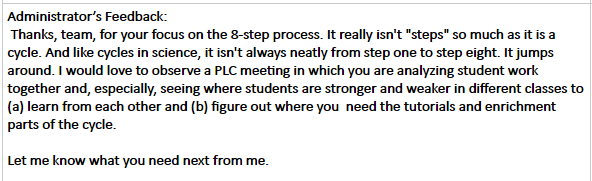 Administrator's Feedback:
Thanks, team, for your focus on the 8-step process. It really isn't "steps" so much as it is a
cycle. And like cycles in science, it isn't always neatly from step one to step eight. It jumps
around. I would love to observe a PLC meeting in which you are analyzing student work
together and, especially, seeing where students are stronger and weaker in different classes to
(a) learn from each other and (b) figure out where you  need the tutorials and enrichment
parts of the cycle.

Let me know what you need next from me.